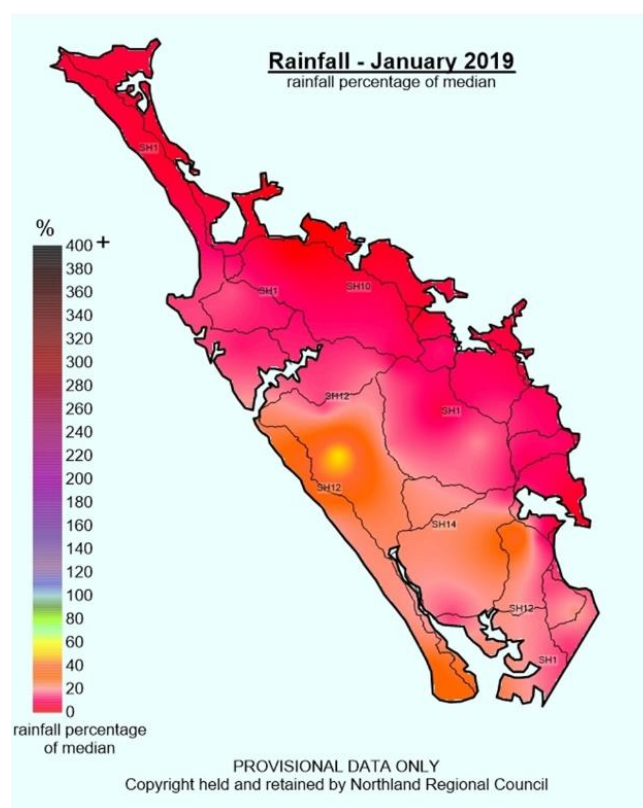 Rainfall - January 2019
rainfall percentage of median
SH1
%
400 +
380
360
340
320
300
280
260
240
220
200
180
160
140
120
100
80
60
40
20
0
rainfall percentage
of median
SH1
SH10
SH12
SH1
SH12
SH14
SH12
SH1
PROVISIONAL DATA ONLY
Copyright held and retained by Northland Regional Council